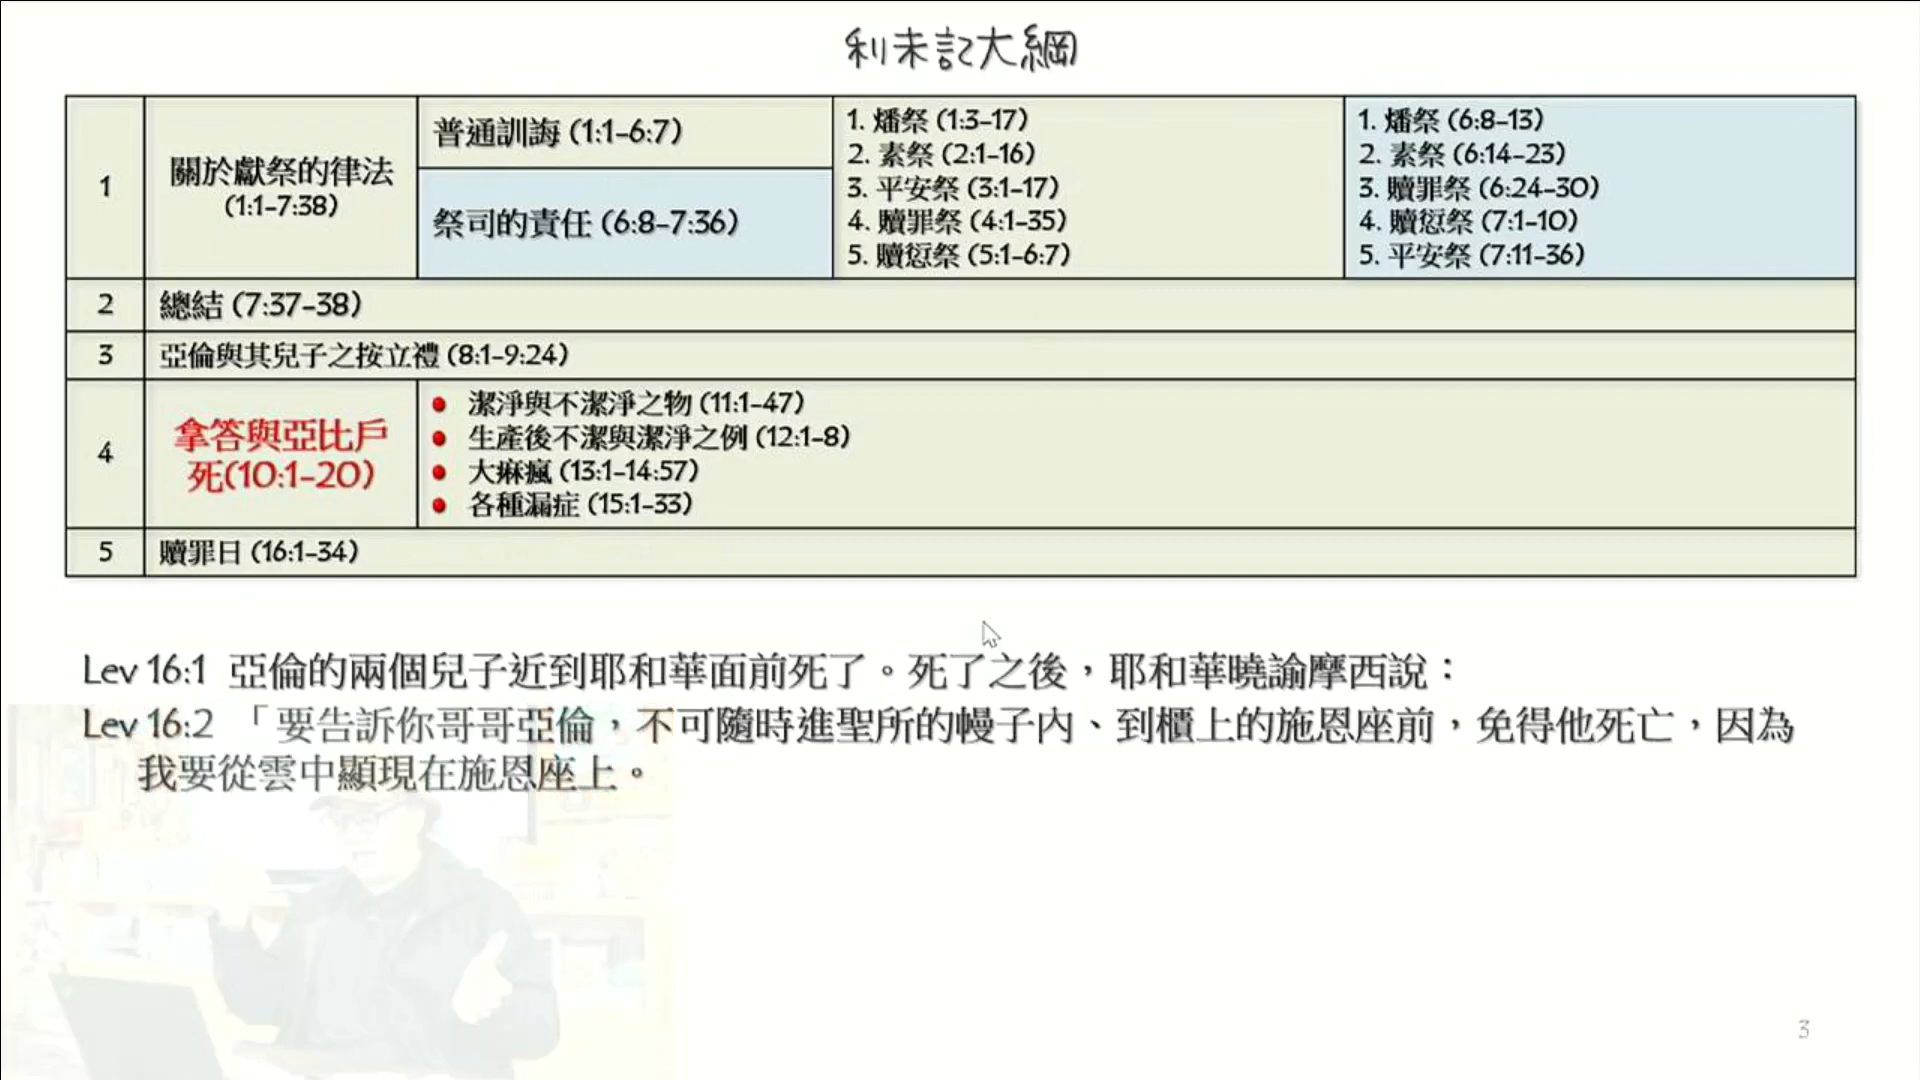 利未記大綱
1
關於獻祭的律法
(1:1-7:38)
普通訓誨 (1:1-6:7)
祭司的責任 (6:8-7:36)
1. 燔祭 (1:3-17)
2. 素祭 (2:1-16)
3. 平安祭 (3:1-17)
4. 贖罪祭 (4:1-35)
5. 贖愆祭 (5:1-6:7)
1. 燔祭 (6:8-13)
2. 素祭 (6:14-23)
3. 贖罪祭 (6:24-30)
4. 贖愆祭 (7:1-10)
5. 平安祭 (7:11-36)
2
總結 (7:37-38)
3
亞倫與其兒子之按立禮 (8:1-9:24)
4
拿答與亞比戶
死(10:1-20)
● 潔淨與不潔淨之物 (11:1-47)
● 生產後不潔與潔淨之例 (12:1-8)
● 大痲瘋 (13:1-14:57)
● 各種漏症 (15:1-33)
5
贖罪日 (16:1-34)
Lev 16:1 亞倫的兩個兒子近到耶和華面前死了。死了之後，耶和華曉諭摩西說：
Lev 16:2 「要告訴你哥哥亞倫，不可隨時進聖所的幔子內、到櫃上的施恩座前，免得他死亡，因為
我要從雲中顯現在施恩座上。
3